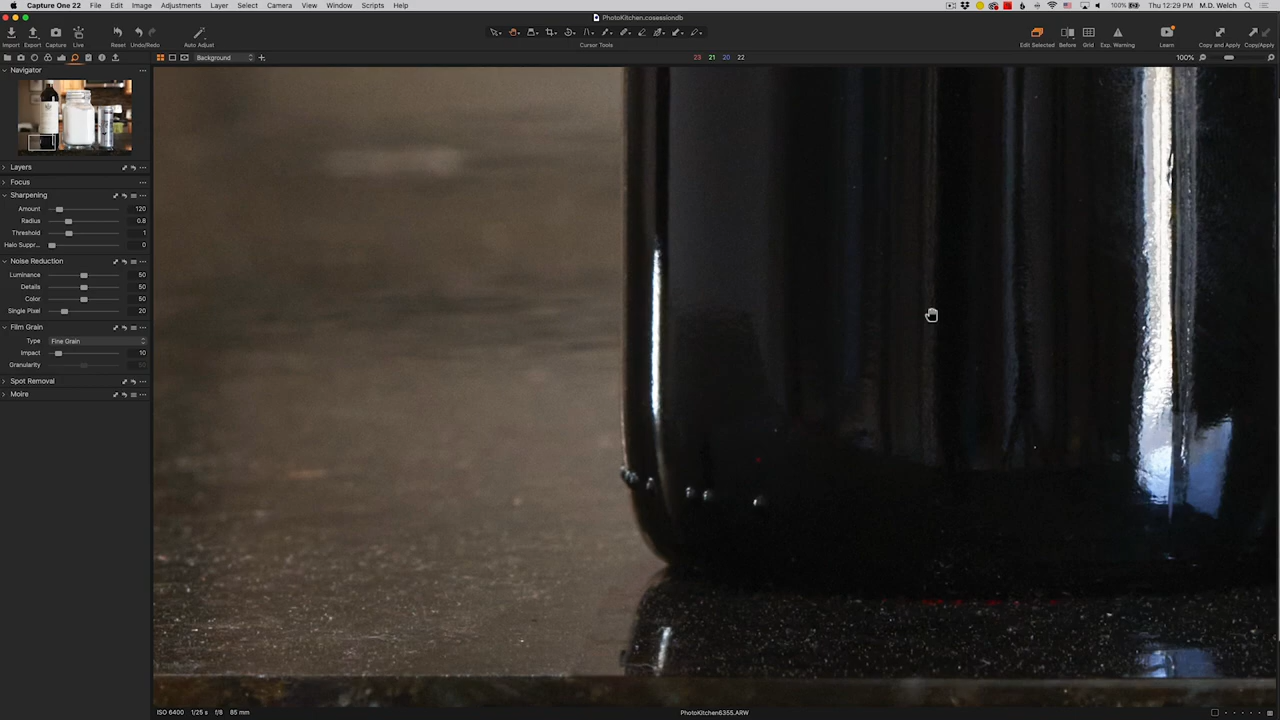 Capture One 22 File Edit Image Adjustments Layer Select Camera View Window Scripts Help 100% Thu 12:29 PM M.D. Welch
PhotoKitchen.cosessiondb
Import Export Capture Live Reset Undo/Redo Auto Adjust Cursor Tools Edit Selected Before Grid Exp. Warning Learn Copy and Apply Copy/Apply
Background 23 21 20 22 100%
Navigator
Layers
Focus
Sharpening
Amount 120
Radius 0.8
Threshold 1
Halo Suppr... 0
Noise Reduction
Luminance 50
Details 50
Color 50
Single Pixel 20
Film Grain
Type Fine Grain
Impact 10
Granularity
Spot Removal
Moire
ISO 6400 1/25 s f/8 85 mm PhotoKitchen6355.ARW